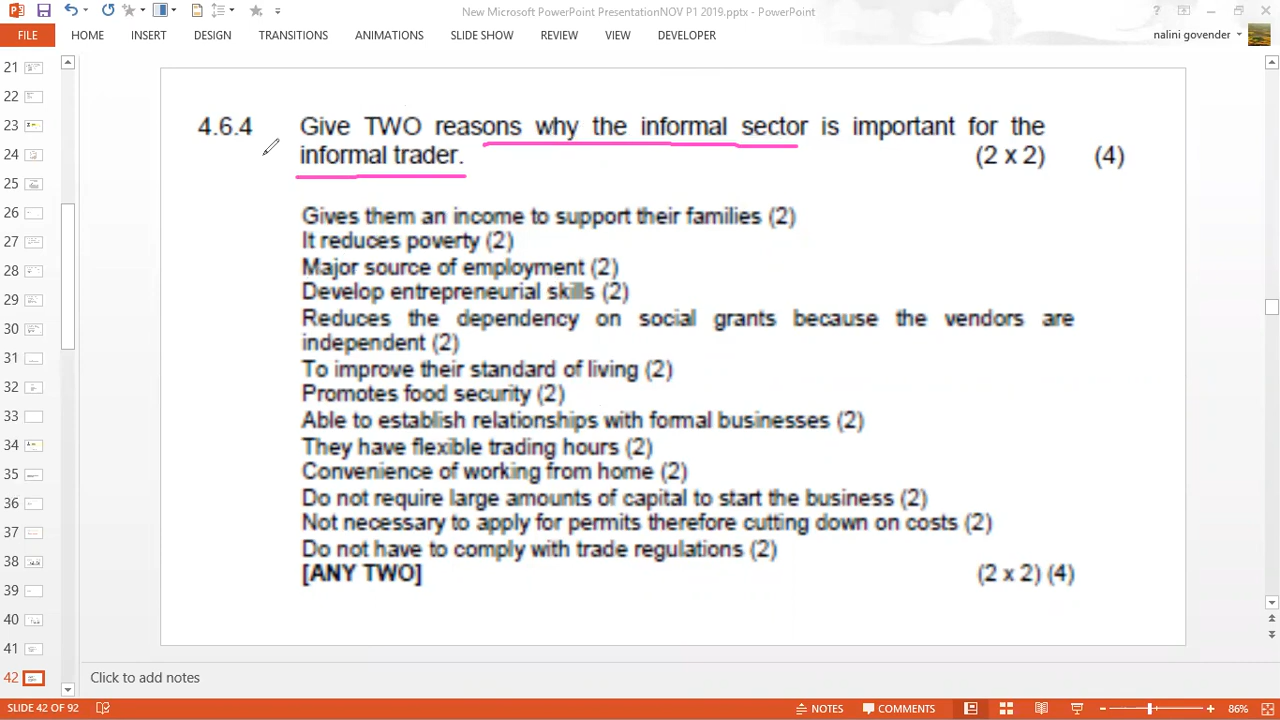 New Microsoft PowerPoint PresentationNOV P1 2019.pptx - PowerPoint
FILE HOME INSERT DESIGN TRANSITIONS ANIMATIONS SLIDE SHOW REVIEW VIEW DEVELOPER nalini govender
21
22
23
24
25
26
27
28
29
30
31
32
33
34
35
36
37
38
39
40
41
42
4.6.4 Give TWO reasons why the informal sector is important for the
informal trader. (2 x 2) (4)
Gives them an income to support their families (2)
It reduces poverty (2)
Major source of employment (2)
Develop entrepreneurial skills (2)
Reduces the dependency on social grants because the vendors are
independent (2)
To improve their standard of living (2)
Promotes food security (2)
Able to establish relationships with formal businesses (2)
They have flexible trading hours (2)
Convenience of working from home (2)
Do not require large amounts of capital to start the business (2)
Not necessary to apply for permits therefore cutting down on costs (2)
Do not have to comply with trade regulations (2)
[ANY TWO] (2 x 2) (4)
Click to add notes
SLIDE 42 OF 92 NOTES COMMENTS 86%